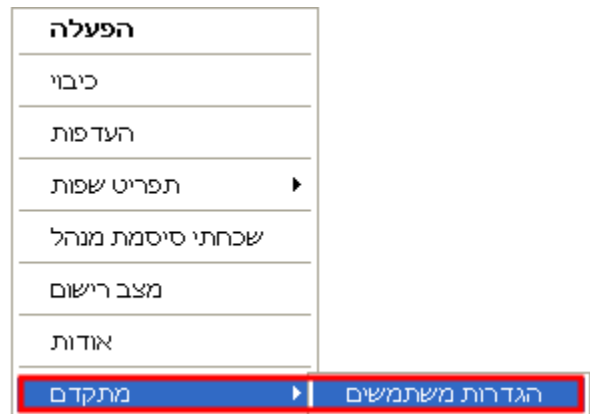 הפעלה
כיבוי
העדפות
תפריט שפות
שכחתי סיסמת מנהל
מצב רישום
אודות
מתקדם
הגדרות משתמשים